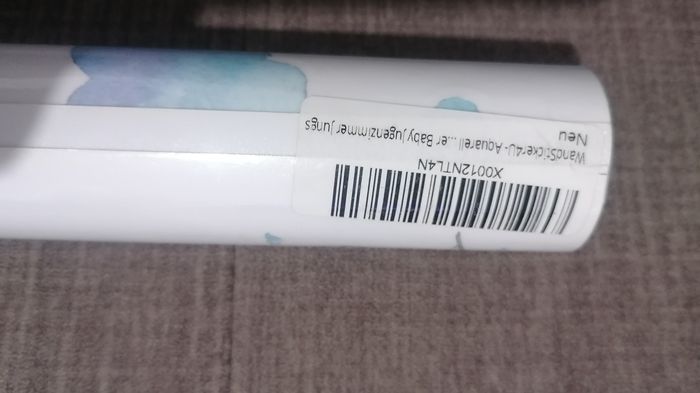 X0012NTL4N
WandSticker4U- Aquarell ...er Baby Jugenzimmer Jungs
Neu